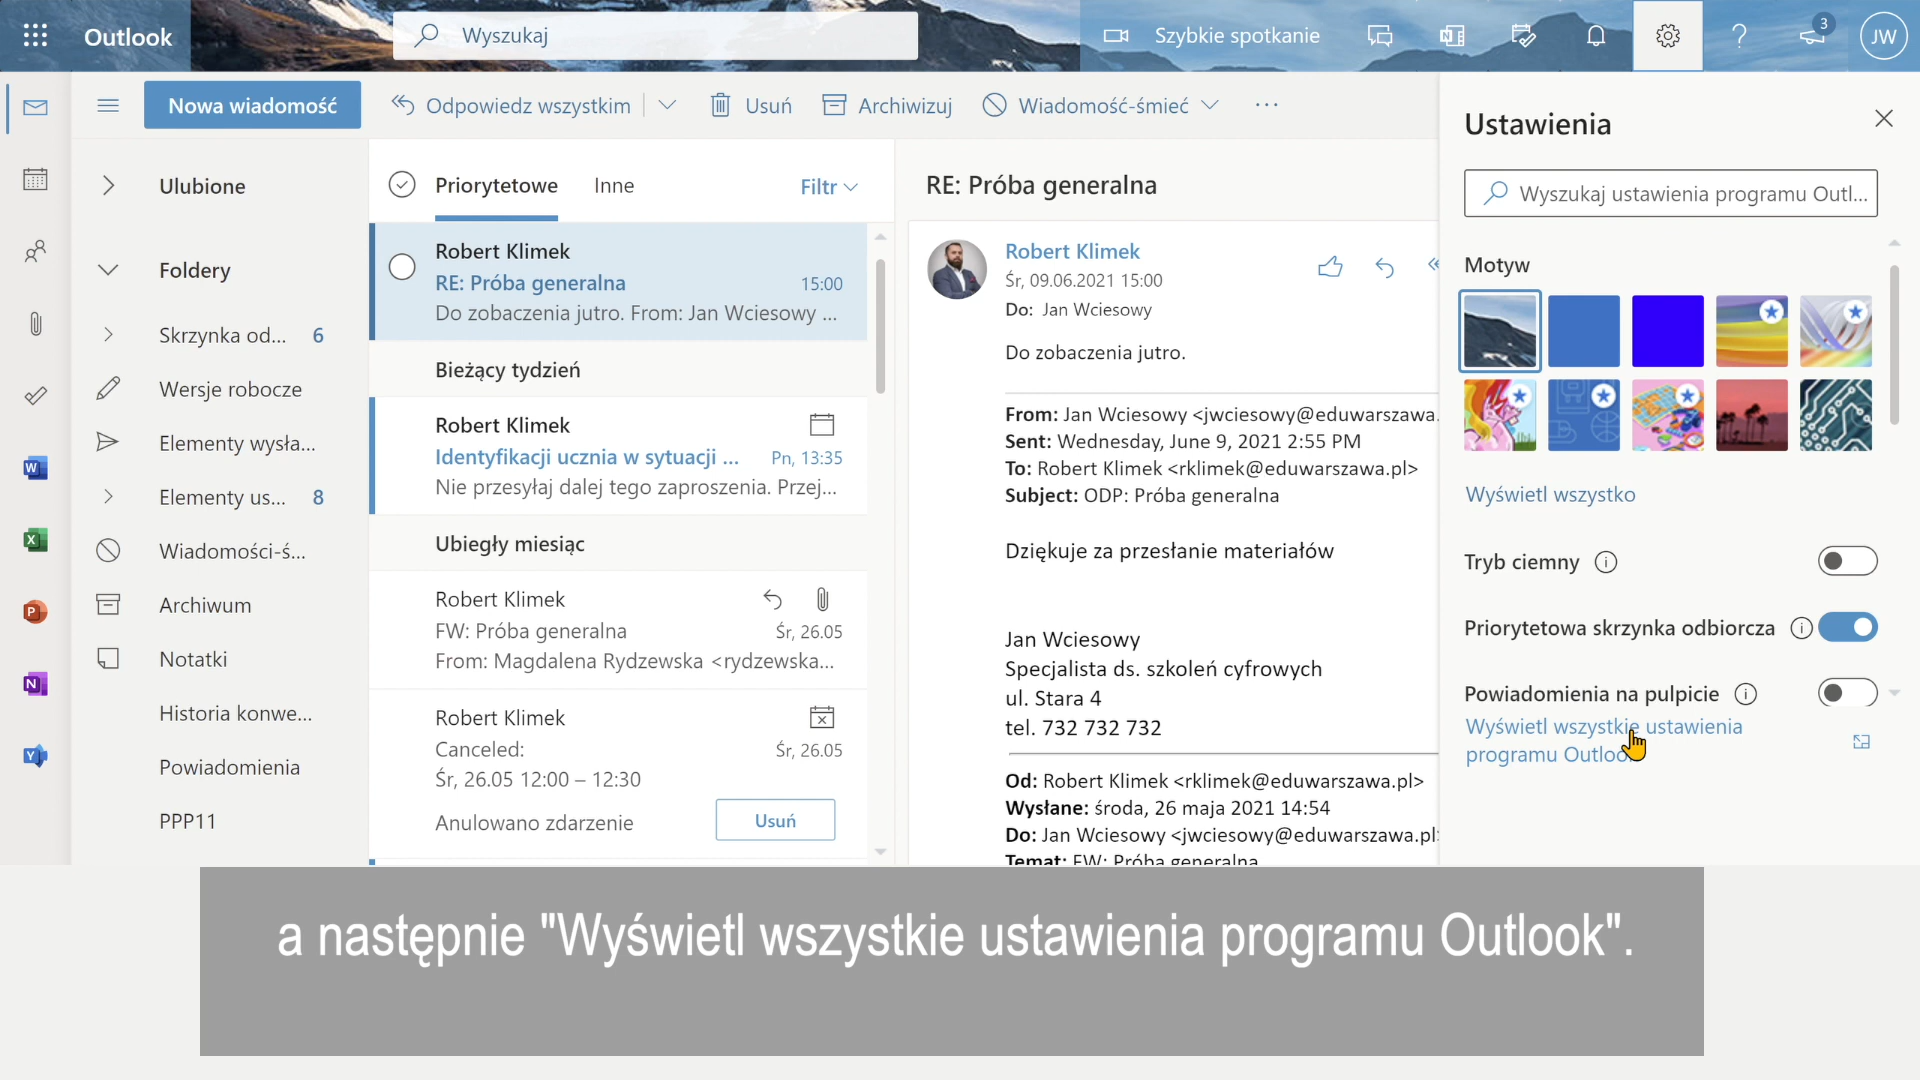 Outlook
Wyszukaj
Szybkie spotkanie
3
JW
Nowa wiadomość
Odpowiedz wszystkim
Usuń
Archiwizuj
Wiadomość-śmieć
Ulubione
Foldery
Skrzynka od... 6
Wersje robocze
Elementy wysła...
Elementy us... 8
Wiadomości-ś...
Archiwum
Notatki
Historia konwe...
Powiadomienia
PPP11
Priorytetowe
Inne
Filtr
Robert Klimek
RE: Próba generalna 15:00
Do zobaczenia jutro. From: Jan Wciesowy ...
Bieżący tydzień
Robert Klimek
Identyfikacji ucznia w sytuacji ... Pn, 13:35
Nie przesyłaj dalej tego zaproszenia. Przej...
Ubiegły miesiąc
Robert Klimek
FW: Próba generalna Śr, 26.05
From: Magdalena Rydzewska <rydzewska...
Robert Klimek
Canceled: Śr, 26.05
Śr, 26.05 12:00 – 12:30
Anulowano zdarzenie
Usuń
RE: Próba generalna
Robert Klimek
Śr, 09.06.2021 15:00
Do: Jan Wciesowy
Do zobaczenia jutro.
From: Jan Wciesowy <jwciesowy@eduwarszawa.
Sent: Wednesday, June 9, 2021 2:55 PM
To: Robert Klimek <rklimek@eduwarszawa.pl>
Subject: ODP: Próba generalna
Dziękuje za przesłanie materiałów
Jan Wciesowy
Specjalista ds. szkoleń cyfrowych
ul. Stara 4
tel. 732 732 732
Od: Robert Klimek <rklimek@eduwarszawa.pl>
Wysłane: środa, 26 maja 2021 14:54
Do: Jan Wciesowy <jwciesowy@eduwarszawa.pl
Temat: FW: Próba generalna
Ustawienia
Wyszukaj ustawienia programu Outl...
Motyw
Wyświetl wszystko
Tryb ciemny
Priorytetowa skrzynka odbiorcza
Powiadomienia na pulpicie
Wyświetl wszystkie ustawienia
programu Outlook
a następnie "Wyświetl wszystkie ustawienia programu Outlook".